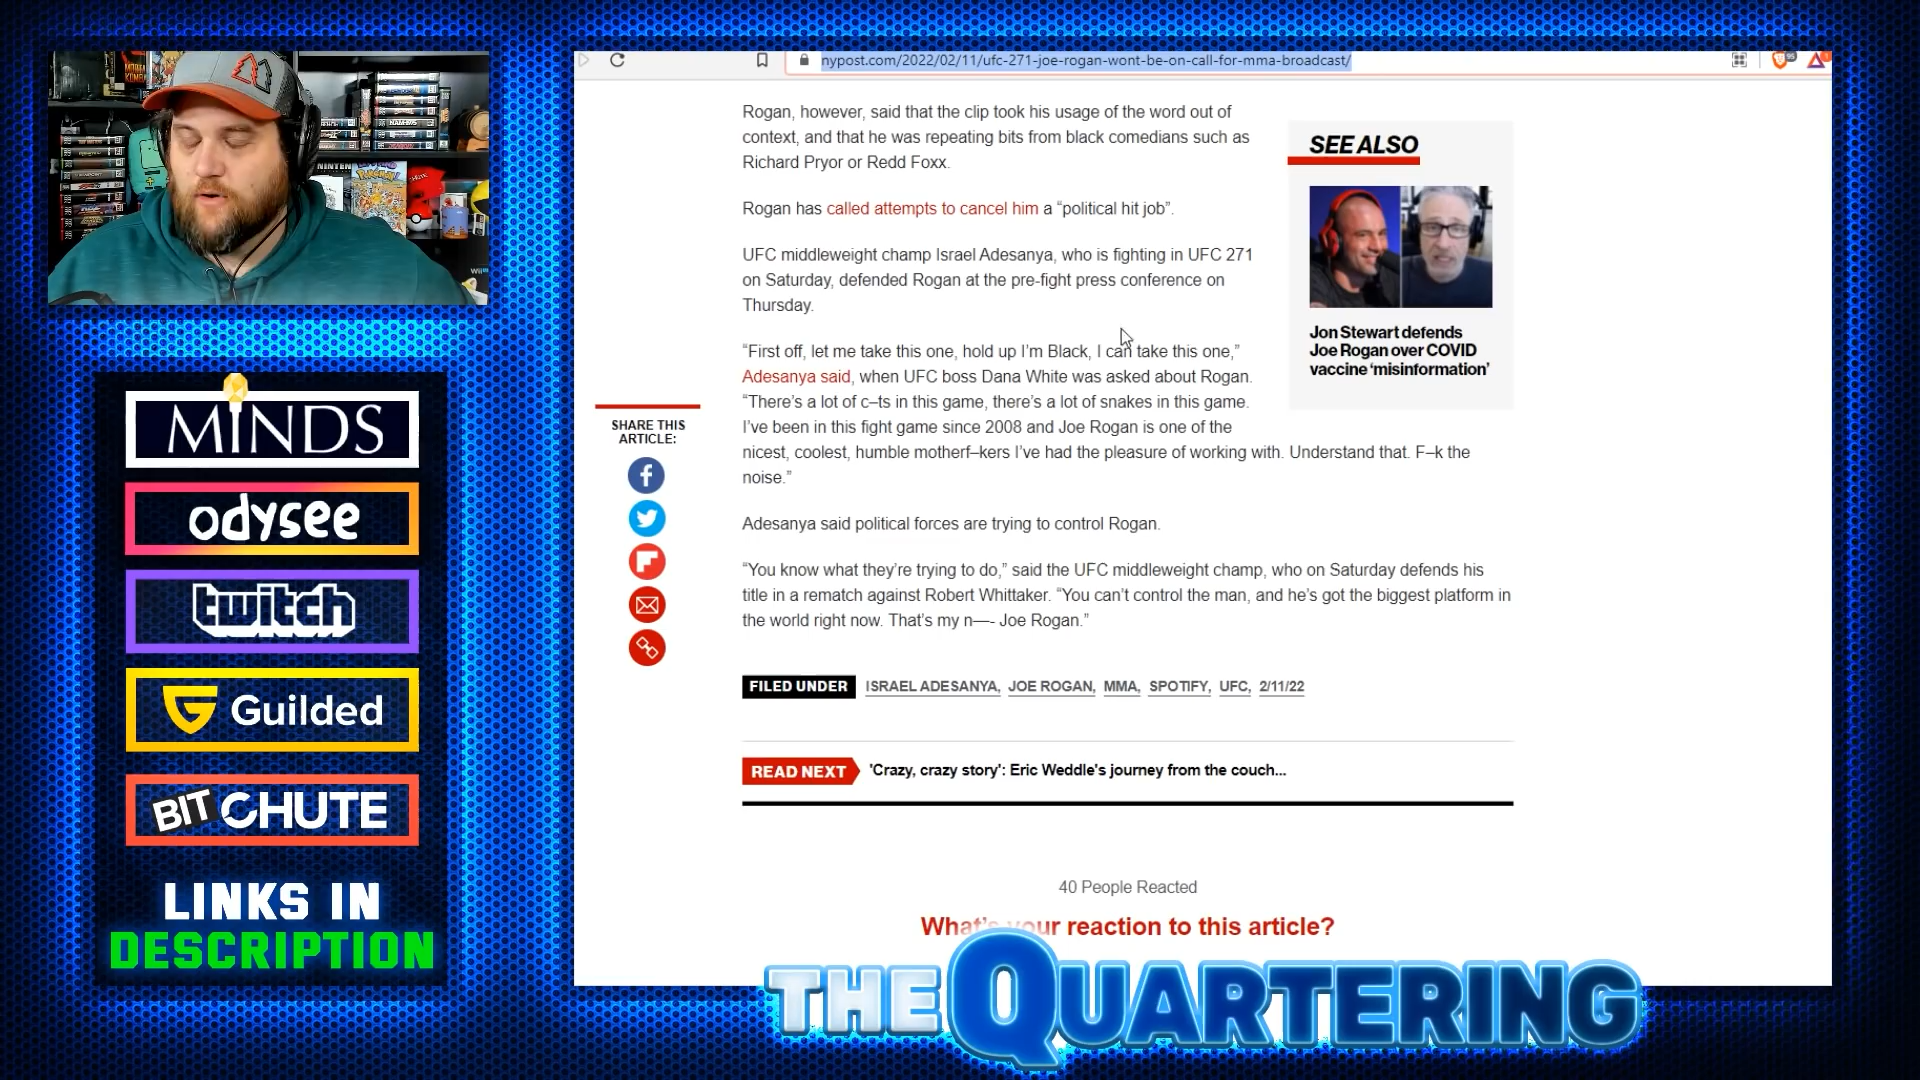 nypost.com/2022/02/11/ufc-271-joe-rogan-wont-be-on-call-for-mma-broadcast/
Rogan, however, said that the clip took his usage of the word out of
context, and that he was repeating bits from black comedians such as
Richard Pryor or Redd Foxx.
Rogan has called attempts to cancel him a “political hit job”.
UFC middleweight champ Israel Adesanya, who is fighting in UFC 271
on Saturday, defended Rogan at the pre-fight press conference on
Thursday.
“First off, let me take this one, hold up I’m Black, I can take this one,”
Adesanya said, when UFC boss Dana White was asked about Rogan.
“There’s a lot of c–ts in this game, there’s a lot of snakes in this game.
I’ve been in this fight game since 2008 and Joe Rogan is one of the
nicest, coolest, humble motherf–kers I’ve had the pleasure of working with. Understand that. F–k the
noise.”
Adesanya said political forces are trying to control Rogan.
“You know what they’re trying to do,” said the UFC middleweight champ, who on Saturday defends his
title in a rematch against Robert Whittaker. “You can’t control the man, and he’s got the biggest platform in
the world right now. That’s my n—- Joe Rogan.”
SEE ALSO
Jon Stewart defends
Joe Rogan over COVID
vaccine ‘misinformation’
SHARE THIS
ARTICLE:
FILED UNDER ISRAEL ADESANYA, JOE ROGAN, MMA, SPOTIFY, UFC, 2/11/22
READ NEXT 'Crazy, crazy story': Eric Weddle's journey from the couch...
40 People Reacted
What's your reaction to this article?
MINDS
odysee
twitch
Guilded
BITCHUTE
LINKS IN
DESCRIPTION
THE QUARTERING